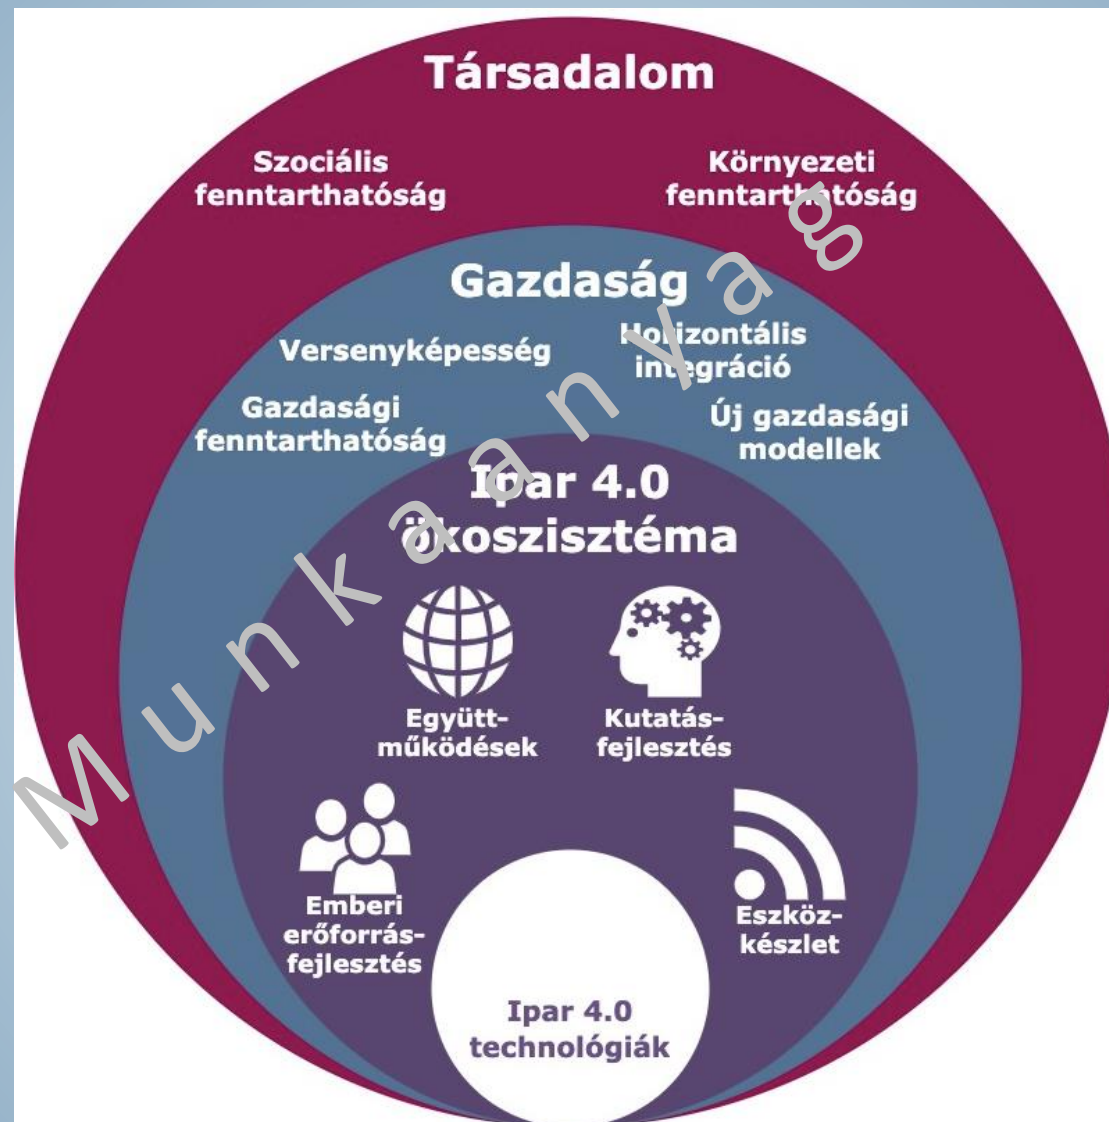 Társadalom
Szociális
fenntarthatóság
Környezeti
fenntarthatóság
Gazdaság
Versenyképesség
Horizontális
integráció
Gazdasági
fenntarthatóság
Új gazdasági
modellek
Ipar 4.0
ökoszisztéma
Együtt-
működések
Kutatás-
fejlesztés
Emberi
erőforrás-
fejlesztés
Eszköz-
készlet
Ipar 4.0
technológiák
Munkaanyag